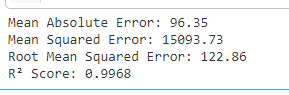 Mean Absolute Error: 96.35
Mean Squared Error: 15093.73
Root Mean Squared Error: 122.86
R² Score: 0.9968